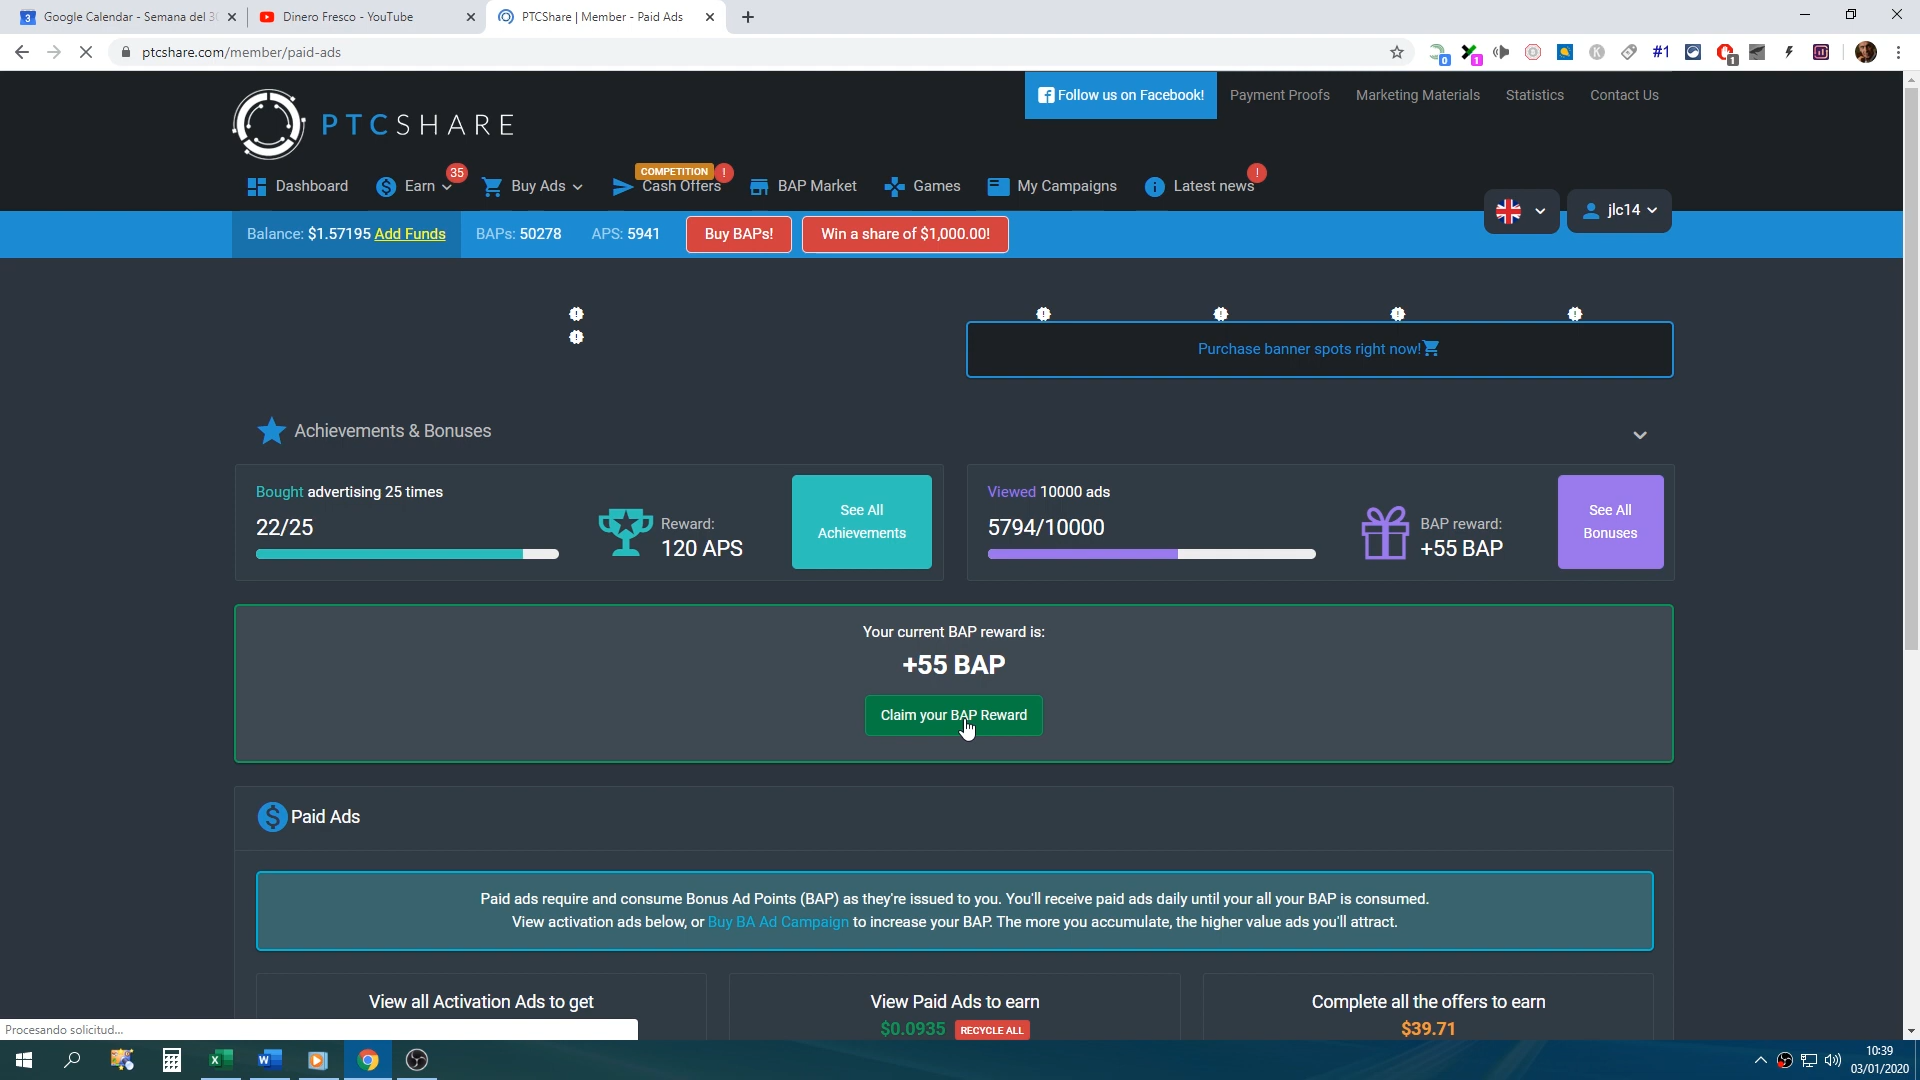 Google Calendar - Semana del 30
Dinero Fresco - YouTube
PTCShare | Member - Paid Ads
ptcshare.com/member/paid-ads
#1
0
1
1
Follow us on Facebook!
Payment Proofs
Marketing Materials
Statistics
Contact Us
PTCSHARE
Dashboard
Earn
35
Buy Ads
COMPETITION
!
Cash Offers
BAP Market
Games
My Campaigns
Latest news
!
jlc14
Balance: $1.57195 Add Funds
BAPs: 50278
APS: 5941
Buy BAPs!
Win a share of $1,000.00!
Purchase banner spots right now!
Achievements & Bonuses
Bought advertising 25 times
22/25
Reward:
120 APS
See All
Achievements
Viewed 10000 ads
5794/10000
BAP reward:
+55 BAP
See All
Bonuses
Your current BAP reward is:
+55 BAP
Claim your BAP Reward
Paid Ads
Paid ads require and consume Bonus Ad Points (BAP) as they're issued to you. You'll receive paid ads daily until your all your BAP is consumed.
View activation ads below, or Buy BA Ad Campaign to increase your BAP. The more you accumulate, the higher value ads you'll attract.
View all Activation Ads to get
View Paid Ads to earn
$0.0935 RECYCLE ALL
Complete all the offers to earn
$39.71
Procesando solicitud...
10:39
03/01/2020